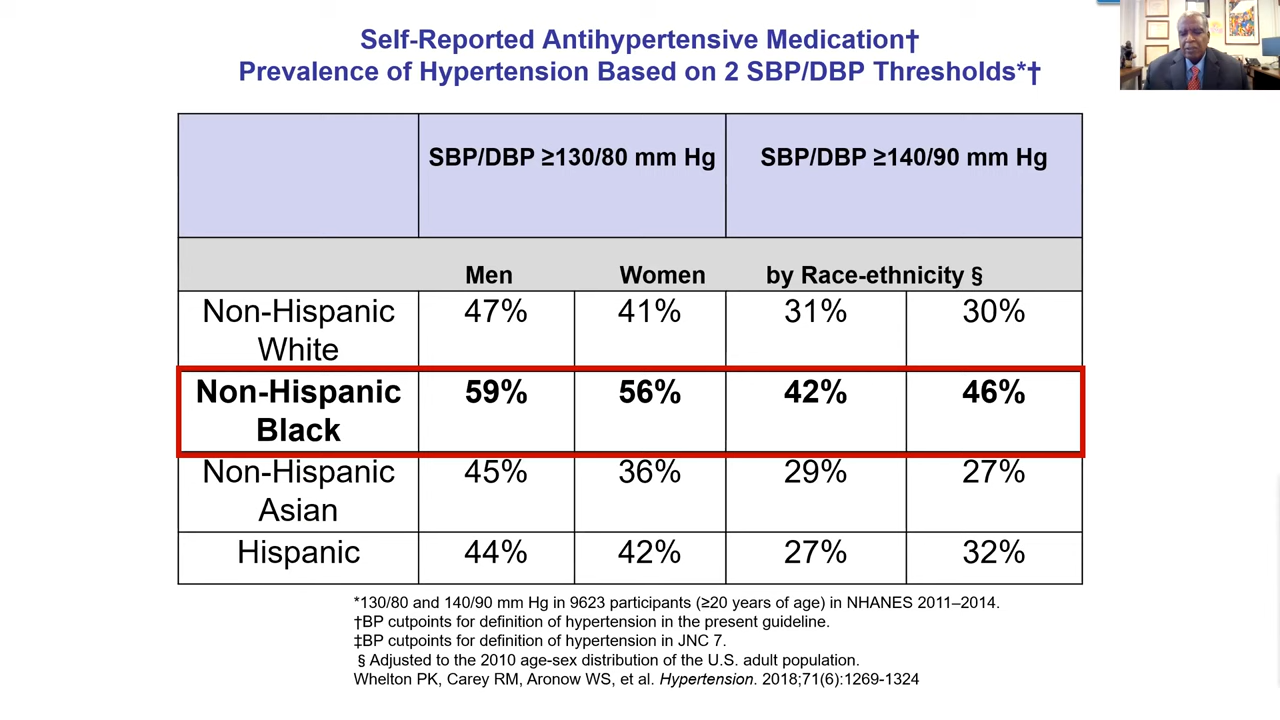 Self-Reported Antihypertensive Medication†
Prevalence of Hypertension Based on 2 SBP/DBP Thresholds*†
SBP/DBP ≥130/80 mm Hg SBP/DBP ≥140/90 mm Hg
Men Women by Race-ethnicity §
Non-Hispanic White 47% 41% 31% 30%
Non-Hispanic Black 59% 56% 42% 46%
Non-Hispanic Asian 45% 36% 29% 27%
Hispanic 44% 42% 27% 32%
*130/80 and 140/90 mm Hg in 9623 participants (≥20 years of age) in NHANES 2011–2014.
†BP cutpoints for definition of hypertension in the present guideline.
‡BP cutpoints for definition of hypertension in JNC 7.
§ Adjusted to the 2010 age-sex distribution of the U.S. adult population.
Whelton PK, Carey RM, Aronow WS, et al. Hypertension. 2018;71(6):1269-1324